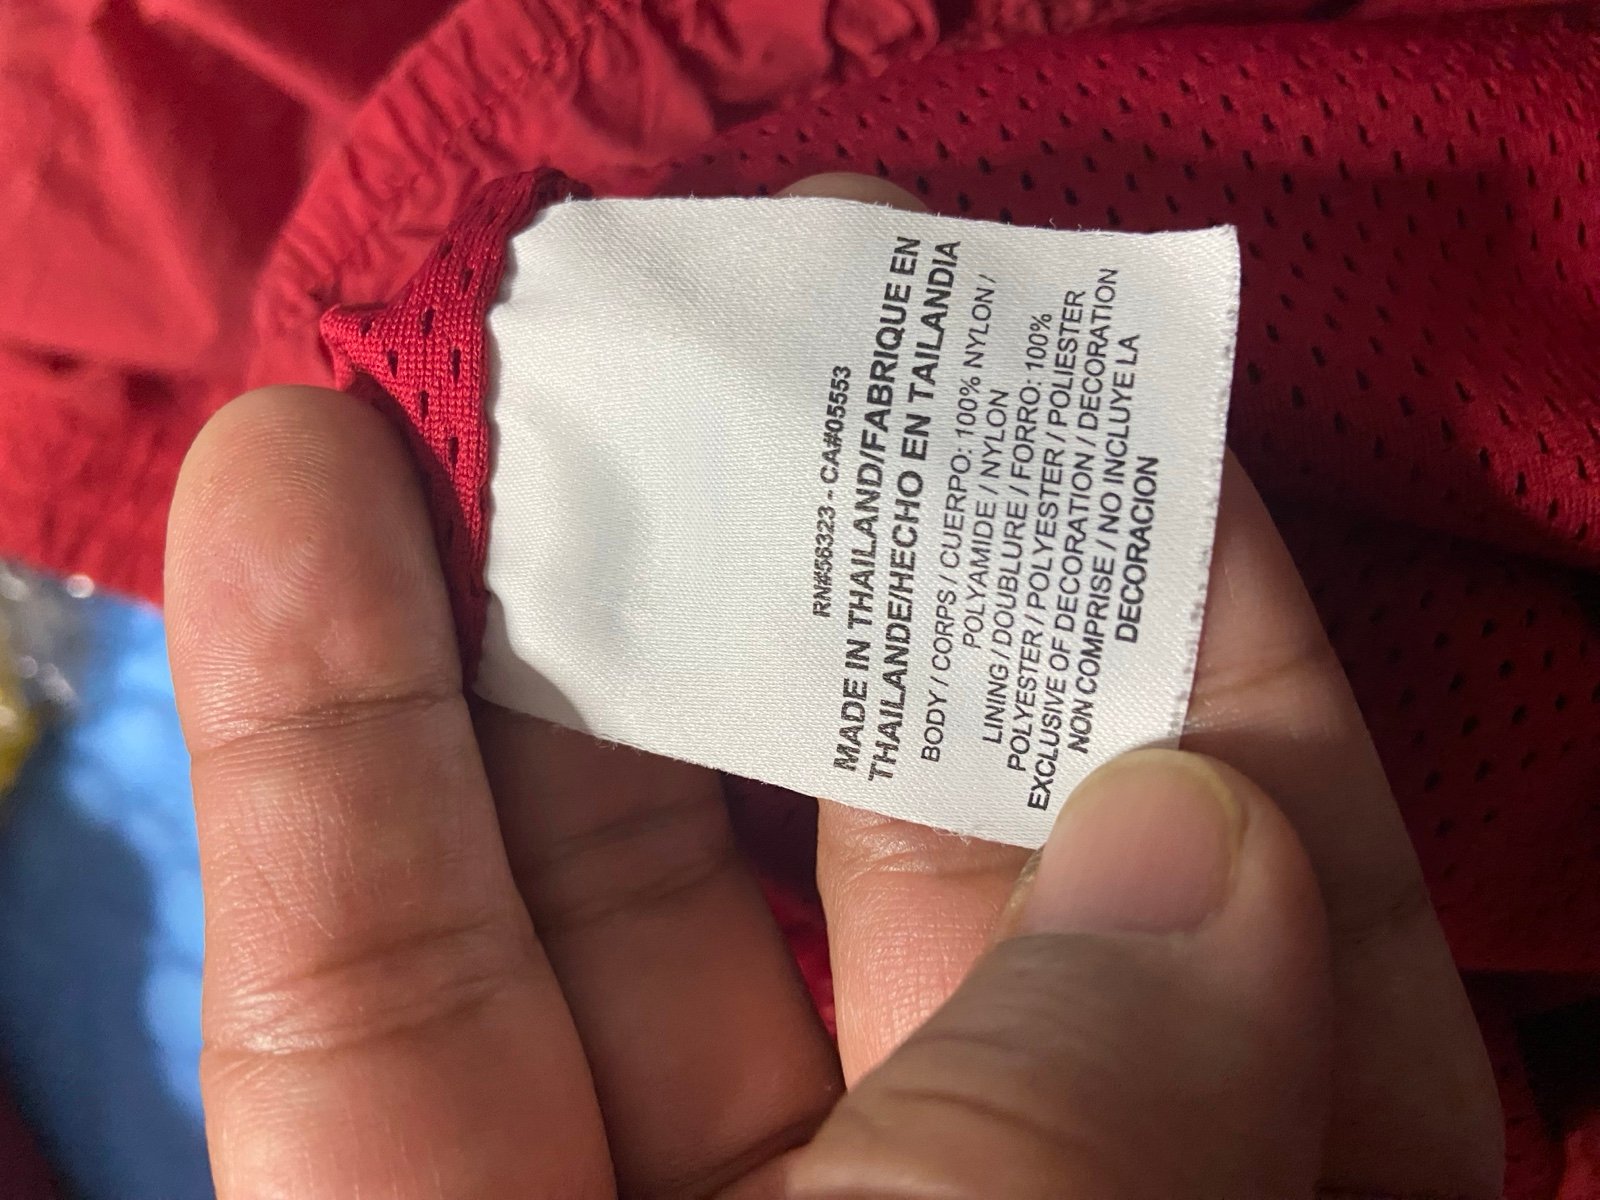 RN#56323 - CA#05553
MADE IN THAILAND/FABRIQUE EN
THAILANDE/HECHO EN TAILANDIA
BODY / CORPS / CUERPO: 100% NYLON /
POLYAMIDE / NYLON
LINING / DOUBLURE / FORRO: 100%
POLYESTER / POLYESTER / POLIESTER
EXCLUSIVE OF DECORATION / DECORATION
NON COMPRISE / NO INCLUYE LA
DECORACION